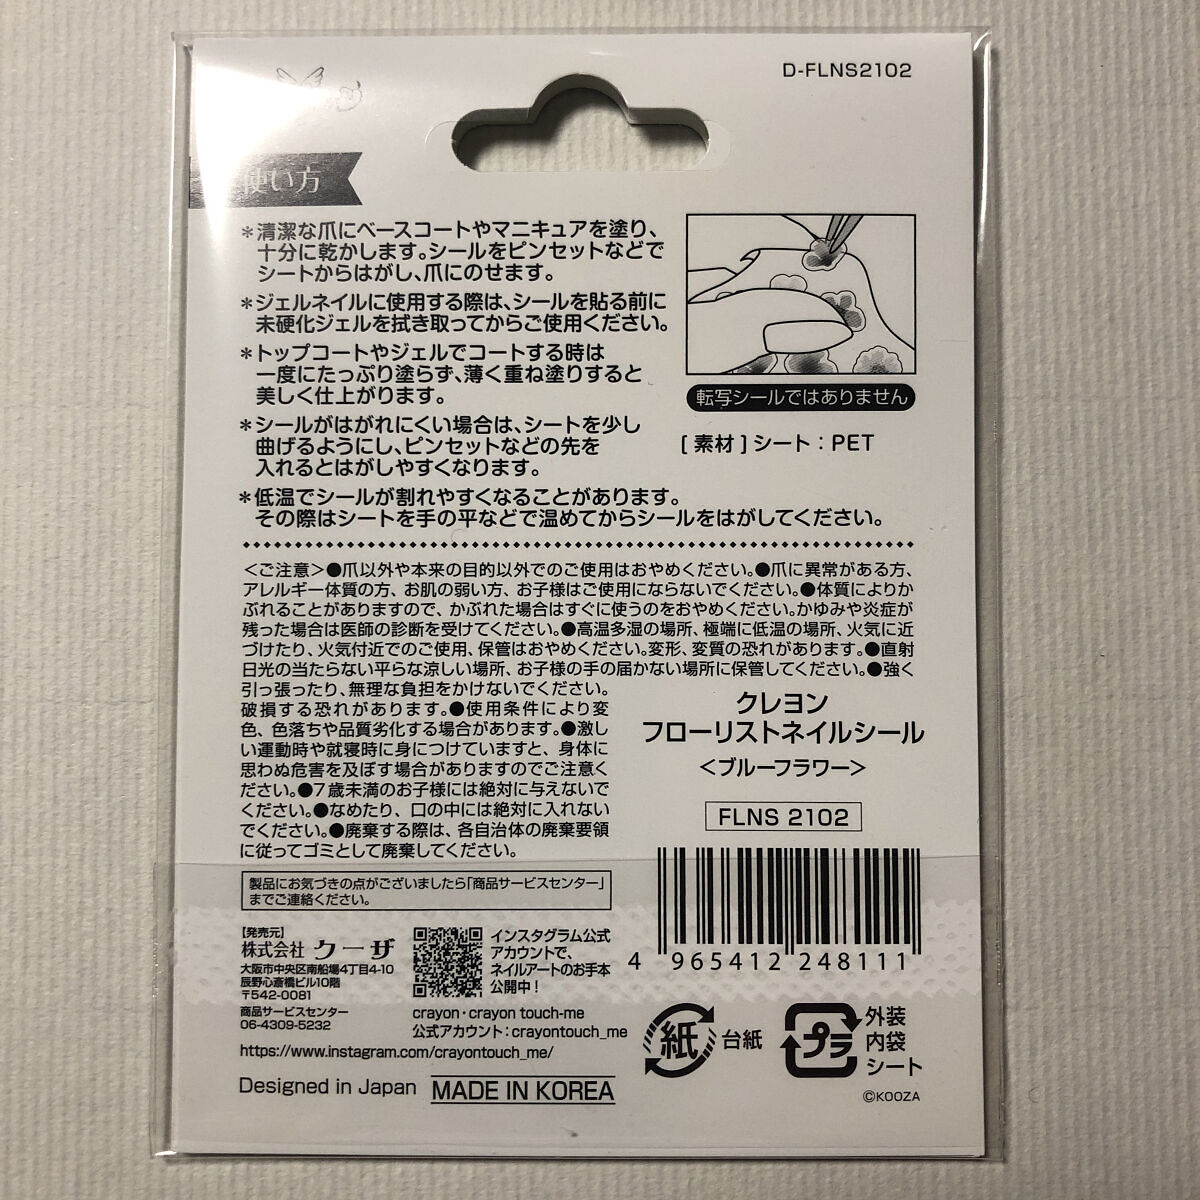 D-FLNS2102
使い方
＊清潔な爪にベースコートやマニキュアを塗り、
十分に乾かします。シールをピンセットなどで
シートからはがし、爪にのせます。
＊ジェルネイルに使用する際は、シールを貼る前に
未硬化ジェルを拭き取ってからご使用ください。
＊トップコートやジェルでコートする時は
一度にたっぷり塗らず、薄く重ね塗りすると
美しく仕上がります。
＊シールがはがれにくい場合は、シートを少し
曲げるようにし、ピンセットなどの先を
入れるとはがしやすくなります。
＊低温でシールが割れやすくなることがあります。
その際はシートを手の平などで温めてからシールをはがしてください。
転写シールではありません
[ 素材 ] シート：PET
＜ご注意＞●爪以外や本来の目的以外でのご使用はおやめください。●爪に異常がある方、
アレルギー体質の方、お肌の弱い方、お子様はご使用にならないでください。●体質によりか
ぶれることがありますので、かぶれた場合はすぐに使うのをおやめください。かゆみや炎症が
残った場合は医師の診断を受けてください。●高温多湿の場所、極端に低温の場所、火気に近
づけたり、火気付近でのご使用、保管はおやめください。変形、変質の恐れがあります。●直射
日光の当たらない平らな涼しい場所、お子様の手の届かない場所に保管してください。●強く
引っ張ったり、無理な負担をかけないでください。
破損する恐れがあります。●使用条件により変
色、色落ちや品質劣化する場合があります。●激し
い運動時や就寝時に身につけていますと、身体に
思わぬ危害を及ぼす場合がありますのでご注意く
ださい。●7歳未満のお子様には絶対に与えないで
ください。●なめたり、口の中には絶対に入れない
でください。●廃棄する際は、各自治体の廃棄要領
に従ってゴミとして廃棄してください。
クレヨン
フローリストネイルシール
＜ブルーフラワー＞
FLNS 2102
4 965412 248111
製品にお気づきの点がございましたら「商品サービスセンター」
までご連絡ください。
【発売元】
株式会社 クーザ
大阪市中央区南船場4丁目4-10
辰野心斎橋ビル10階
〒542-0081
商品サービスセンター
06-4309-5232
インスタグラム公式
アカウントで、
ネイルアートのお手本
公開中！
crayon・crayon touch-me
公式アカウント：crayontouch_me
https://www.instagram.com/crayontouch_me/
Designed in Japan
MADE IN KOREA
紙
台紙
プラ
外装
内袋
シート
©KOOZA